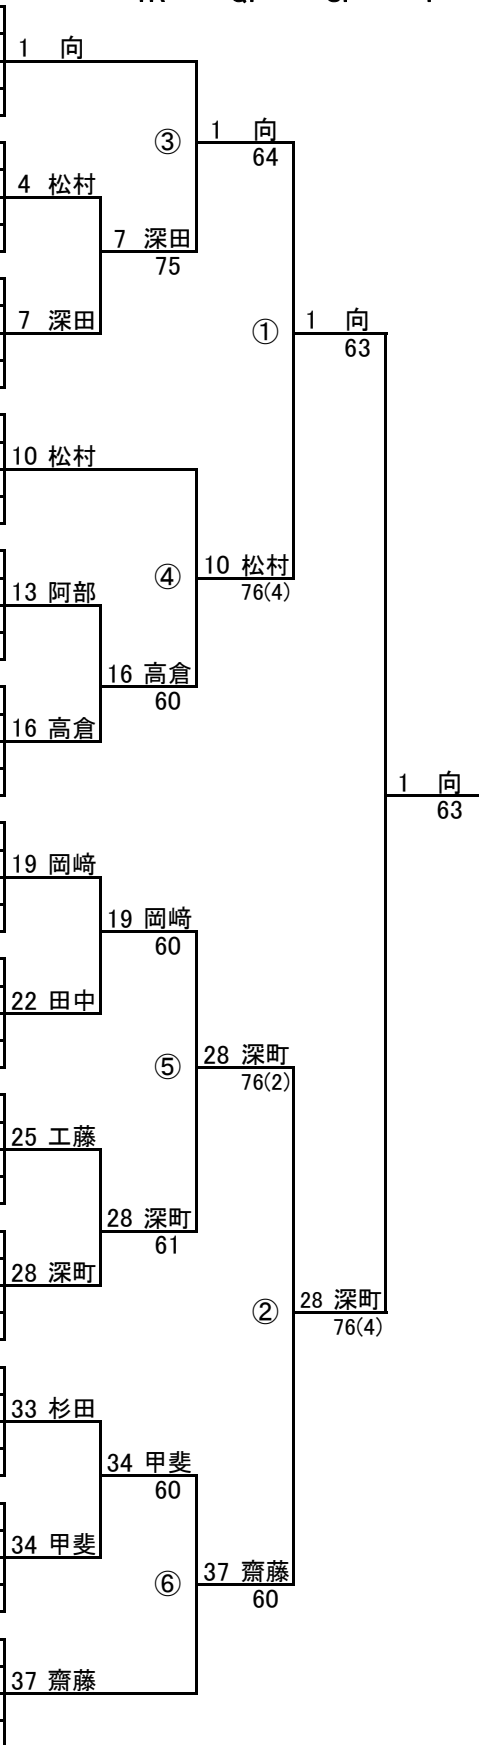 1 向
③
1 向
64
4 松村
7 深田
75
7 深田
①
1 向
63
10 松村
④
10 松村
76(4)
13 阿部
16 高倉
60
16 高倉
1 向
63
19 岡﨑
19 岡﨑
60
22 田中
⑤
28 深町
76(2)
25 工藤
28 深町
61
28 深町
②
28 深町
76(4)
33 杉田
34 甲斐
60
34 甲斐
⑥
37 齋藤
60
37 齋藤